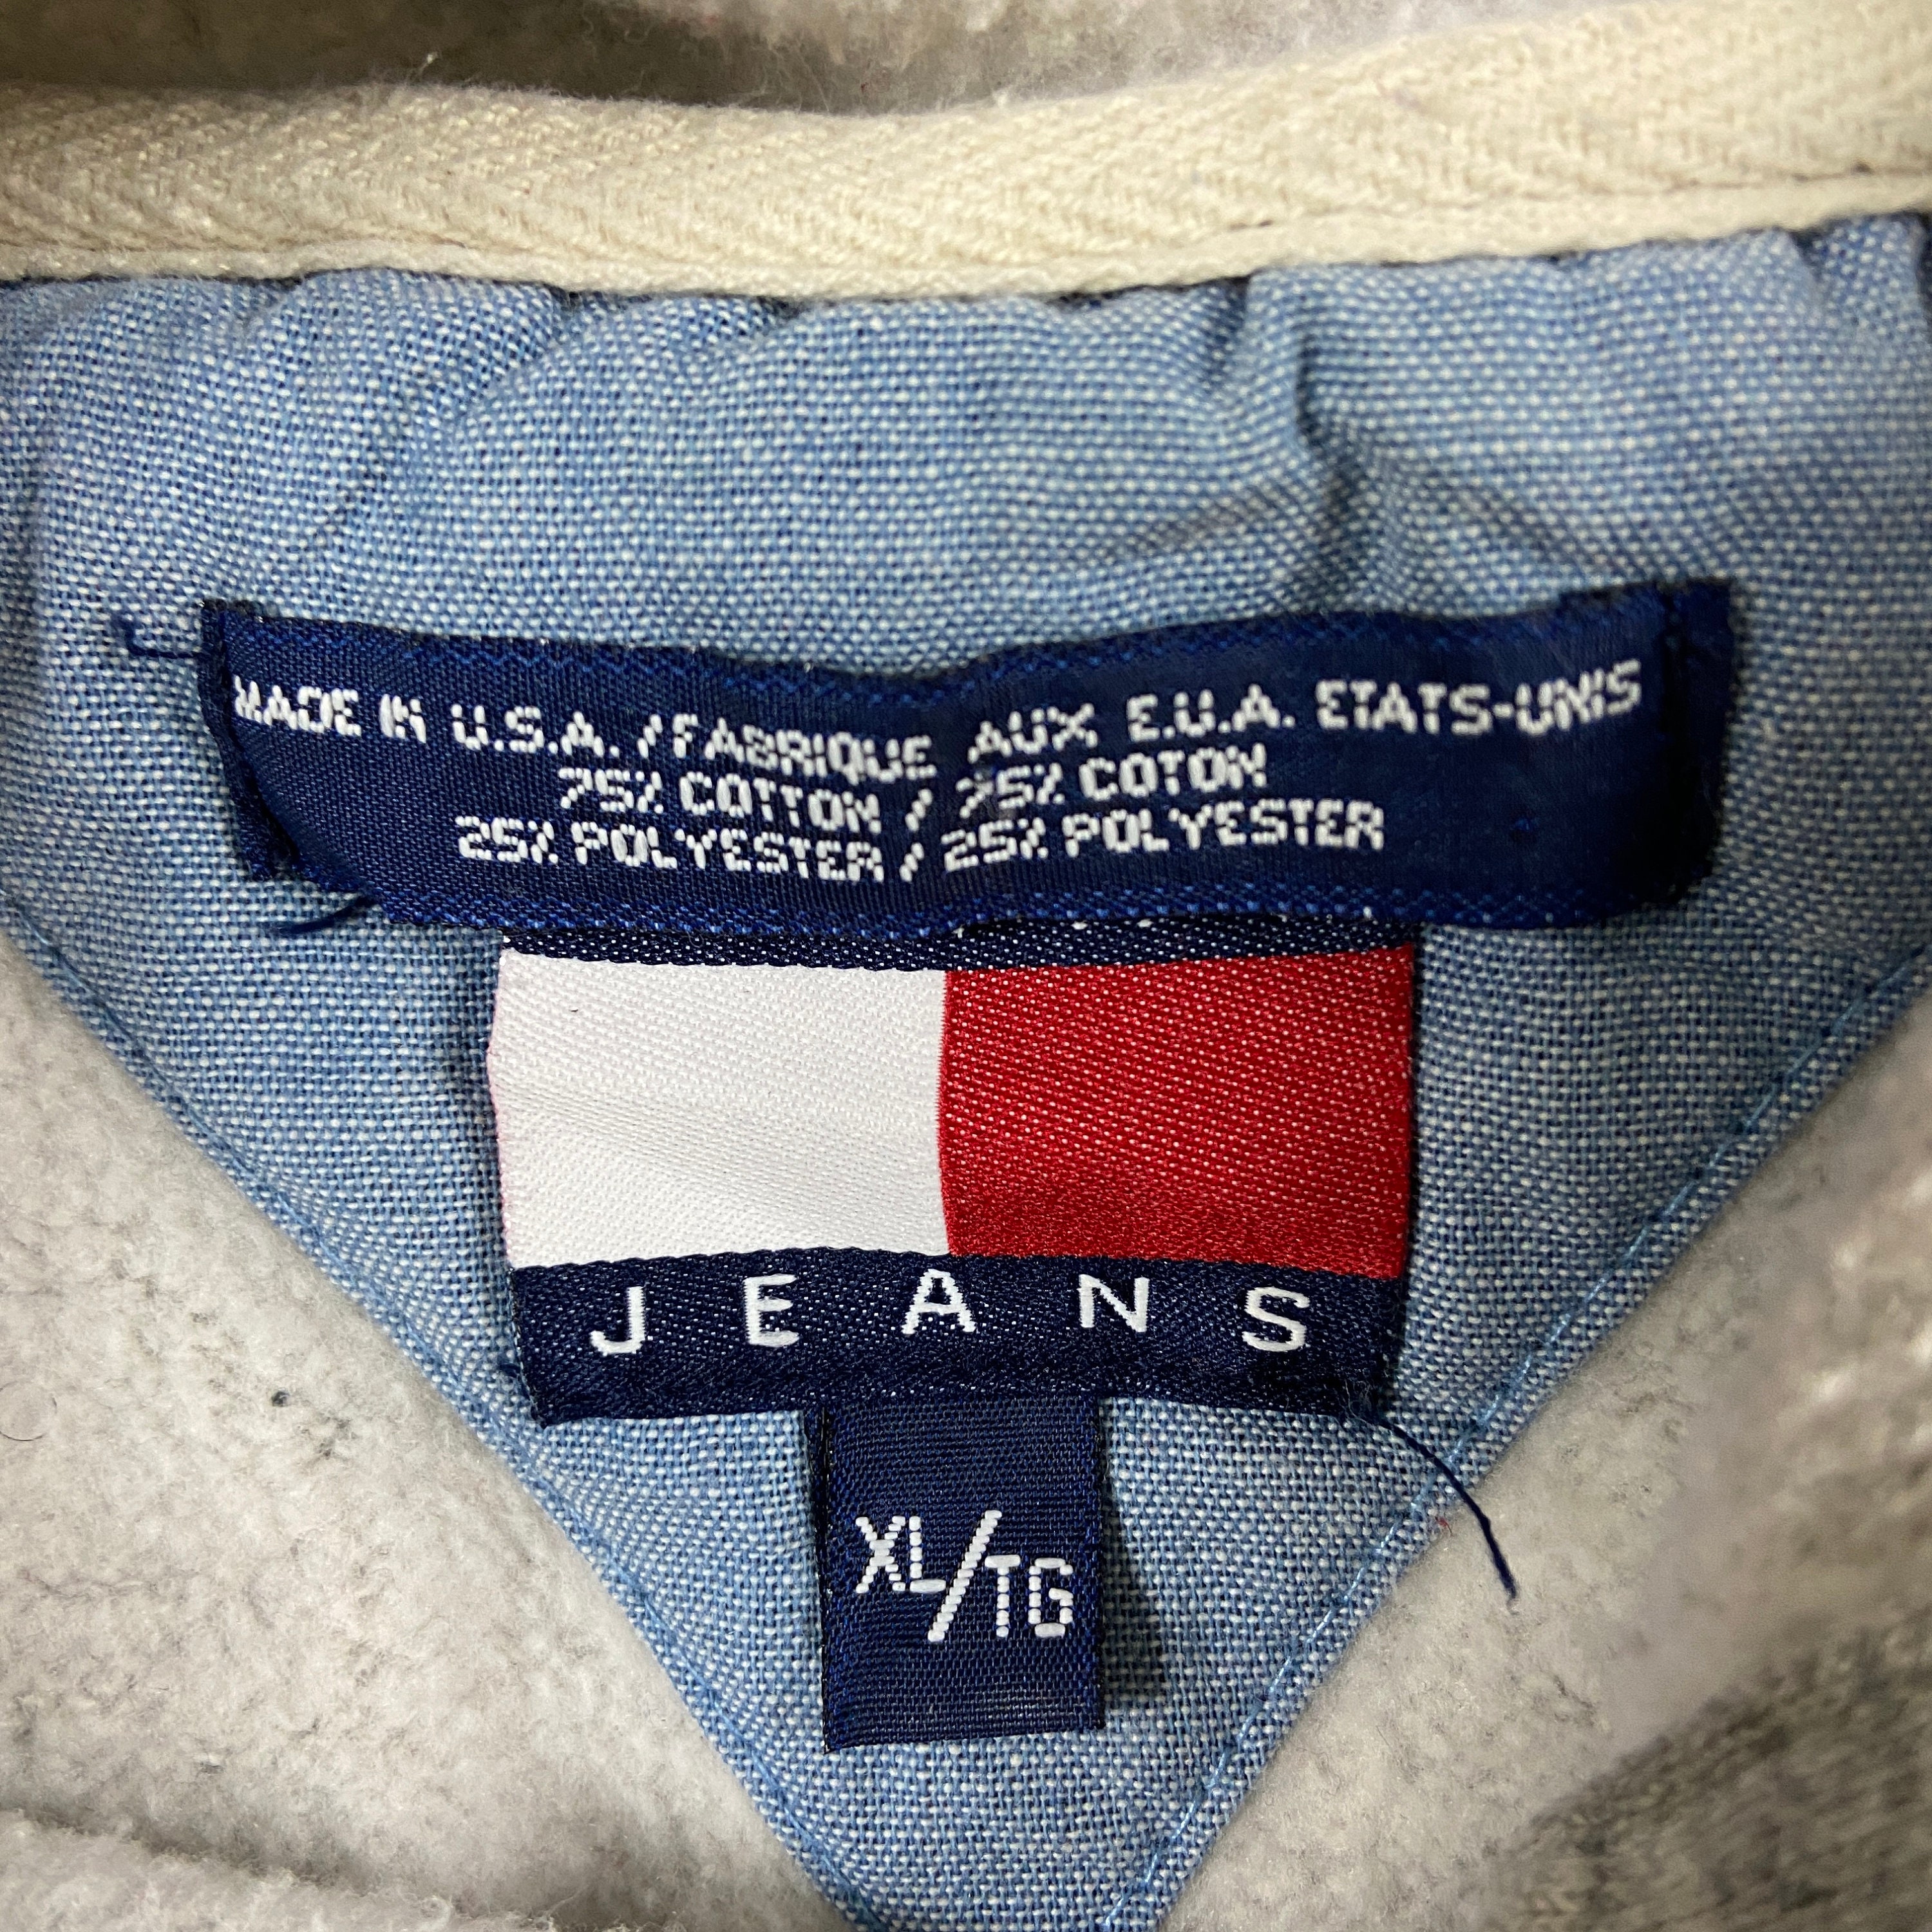 MADE IN U.S.A. / FABRIQUE AUX E.U.A. ETATS-UNIS
75% COTTON / 75% COTON
25% POLYESTER / 25% POLYESTER
JEANS
XL/TG